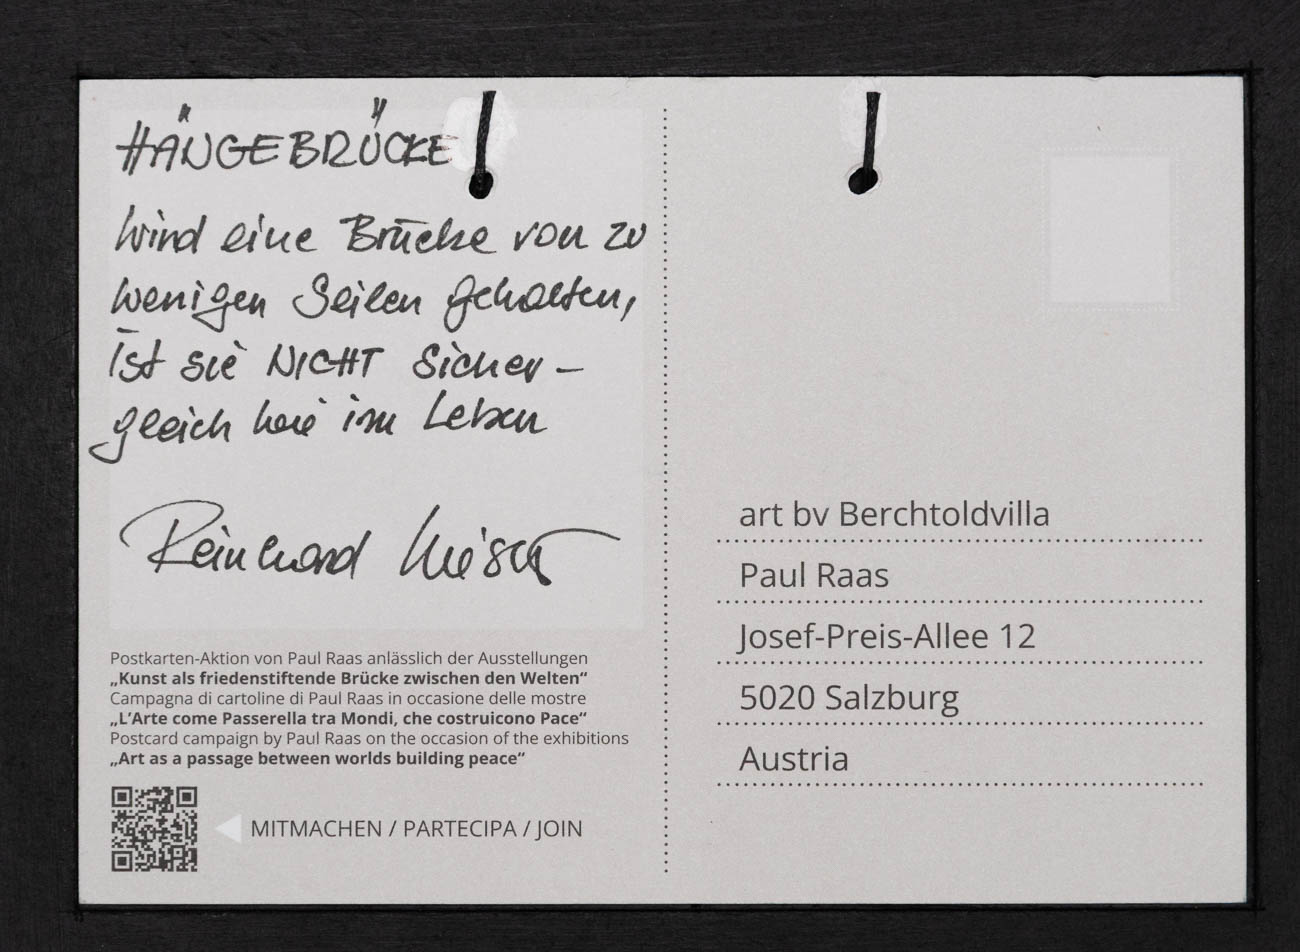 HÄNGEBRÜCKE
Wird eine Brücke von zu
wenigen Seilen gehalten,
ist sie NICHT sicher –
gleich wie im Leben
Reinhard
Postkarten-Aktion von Paul Raas anlässlich der Ausstellungen
„Kunst als friedenstiftende Brücke zwischen den Welten“
Campagna di cartoline di Paul Raas in occasione delle mostre
„L’Arte come Passerella tra Mondi, che costruicono Pace“
Postcard campaign by Paul Raas on the occasion of the exhibitions
„Art as a passage between worlds building peace“
MITMACHEN / PARTECIPA / JOIN
art bv Berchtoldvilla
Paul Raas
Josef-Preis-Allee 12
5020 Salzburg
Austria